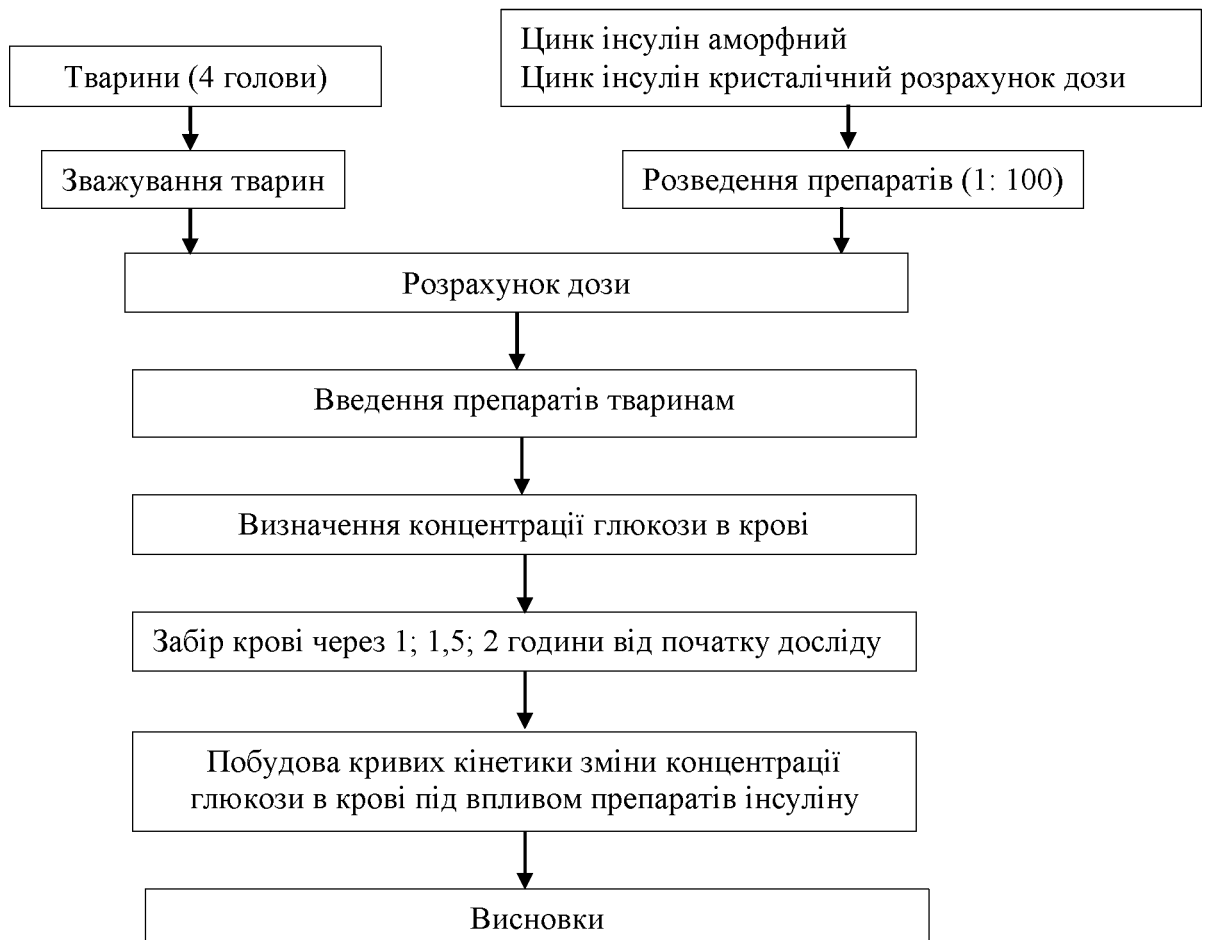 Тварини (4 голови)
Цинк інсулін аморфний
Цинк інсулін кристалічний розрахунок дози
Зважування тварин
Розведення препаратів (1: 100)
Розрахунок дози
Введення препаратів тваринам
Визначення концентрації глюкози в крові
Забір крові через 1; 1,5; 2 години від початку досліду
Побудова кривих кінетики зміни концентрації
глюкози в крові під впливом препаратів інсуліну
Висновки